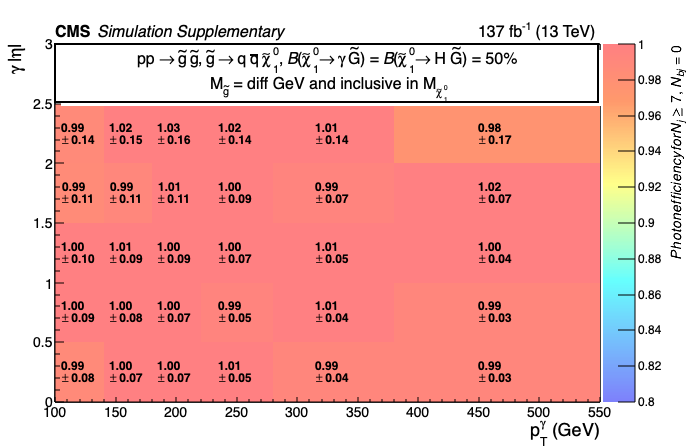 CMS Simulation Supplementary 137 fb⁻¹ (13 TeV)
pp → g̃ g̃, g̃ → q q̄ χ̃⁰₁, B(χ̃⁰₁ → γ G̃) = B(χ̃⁰₁ → H G̃) = 50%
M_g̃ = diff GeV and inclusive in M_χ̃⁰₁
γ |η|
3
2.5
2
1.5
1
0.5
0
0.99 1.02 1.03 1.02 1.01 0.98
± 0.14 ± 0.15 ± 0.16 ± 0.14 ± 0.14 ± 0.17
0.99 0.99 1.01 1.00 0.99 1.02
± 0.11 ± 0.11 ± 0.11 ± 0.09 ± 0.07 ± 0.07
1.00 1.01 1.00 1.00 1.01 1.00
± 0.10 ± 0.09 ± 0.09 ± 0.07 ± 0.05 ± 0.04
1.00 1.00 1.00 0.99 1.01 0.99
± 0.09 ± 0.08 ± 0.07 ± 0.05 ± 0.04 ± 0.03
0.99 1.00 1.00 1.01 0.99 0.99
± 0.08 ± 0.07 ± 0.07 ± 0.05 ± 0.04 ± 0.03
100 150 200 250 300 350 400 450 500 550
p_T^γ (GeV)
1
0.98
0.96
0.94
0.92
0.9
0.88
0.86
0.84
0.82
0.8
PhotonefficiencyforN_j ≥ 7, N_bj = 0